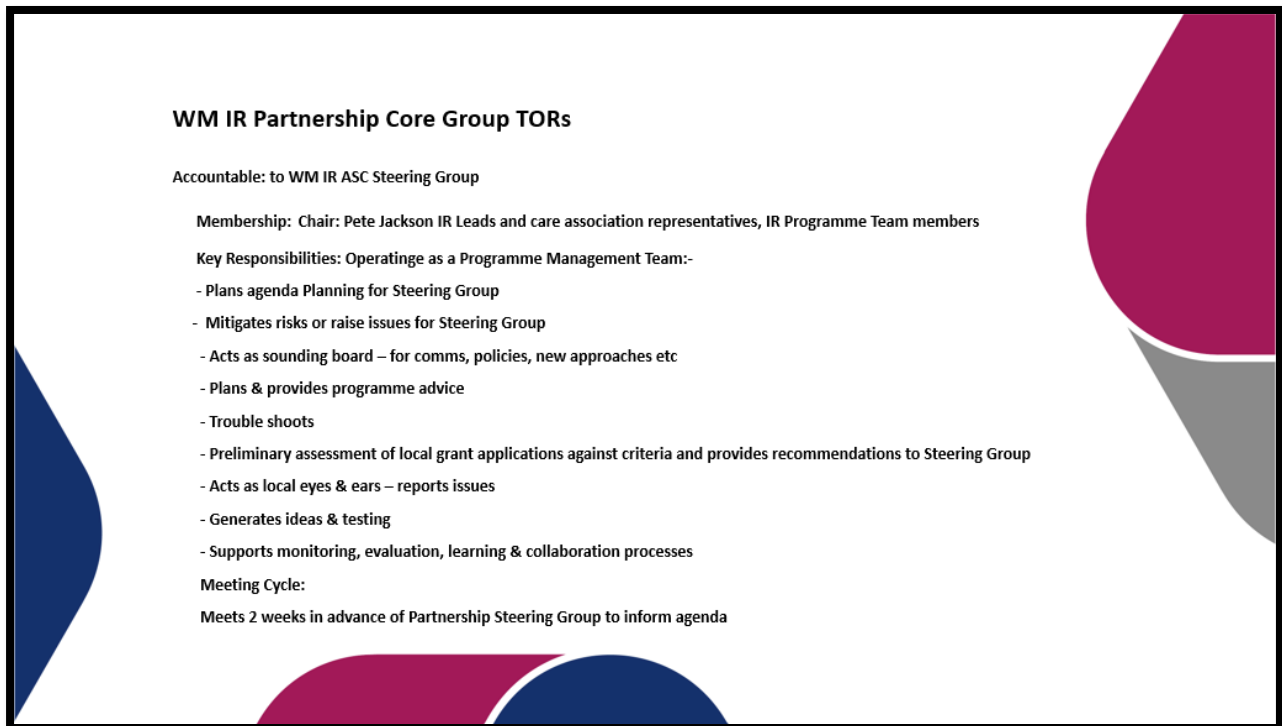 WM IR Partnership Core Group TORs
Accountable: to WM IR ASC Steering Group
Membership:  Chair: Pete Jackson IR Leads and care association representatives, IR Programme Team members
Key Responsibilities: Operatinge as a Programme Management Team:-
- Plans agenda Planning for Steering Group
-  Mitigates risks or raise issues for Steering Group
- Acts as sounding board – for comms, policies, new approaches etc
- Plans & provides programme advice
- Trouble shoots
- Preliminary assessment of local grant applications against criteria and provides recommendations to Steering Group
- Acts as local eyes & ears – reports issues
- Generates ideas & testing
- Supports monitoring, evaluation, learning & collaboration processes
Meeting Cycle:
Meets 2 weeks in advance of Partnership Steering Group to inform agenda